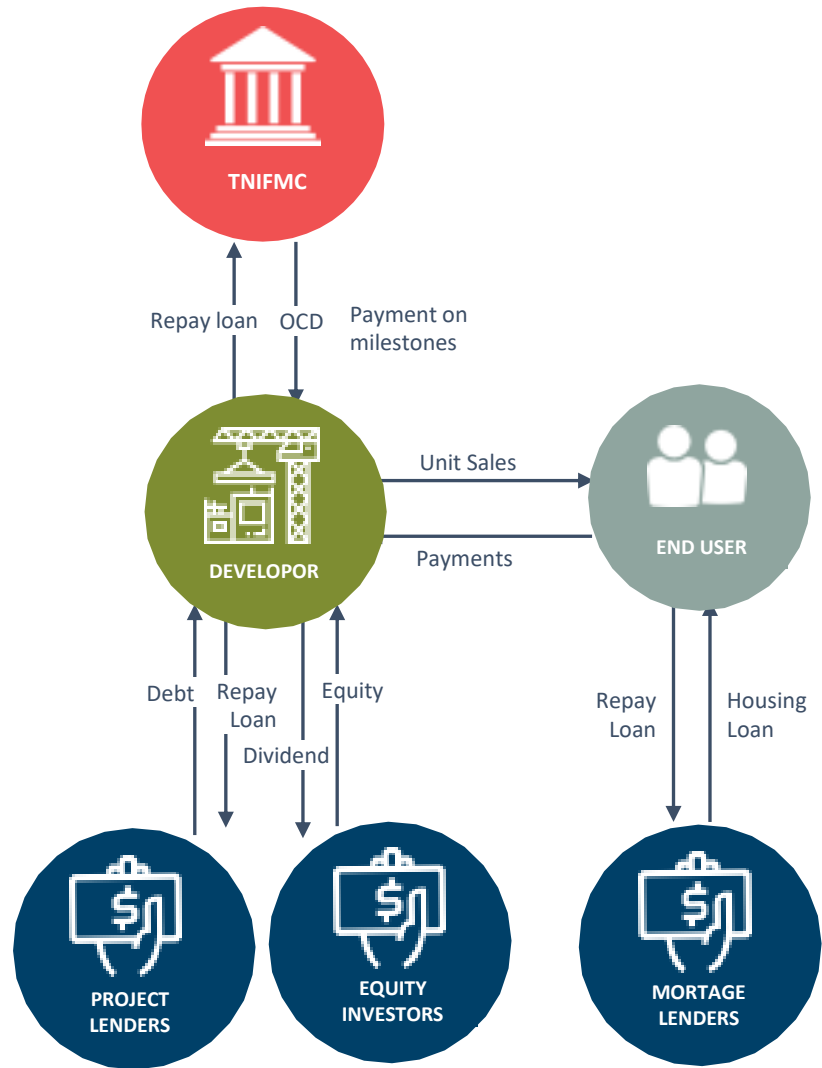 TNIFMC
Repay loan
OCD
Payment on
milestones
DEVELOPOR
Unit Sales
Payments
END USER
Debt
Repay
Loan
Equity
Dividend
Repay
Loan
Housing
Loan
PROJECT
LENDERS
EQUITY
INVESTORS
MORTAGE
LENDERS